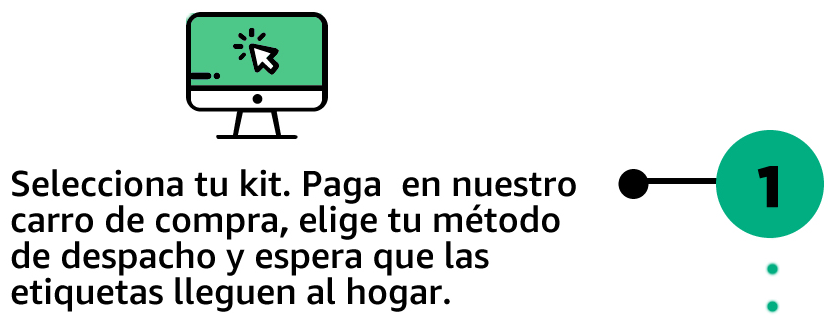 Selecciona tu kit. Paga  en nuestro
carro de compra, elige tu método
de despacho y espera que las
etiquetas lleguen al hogar.
1